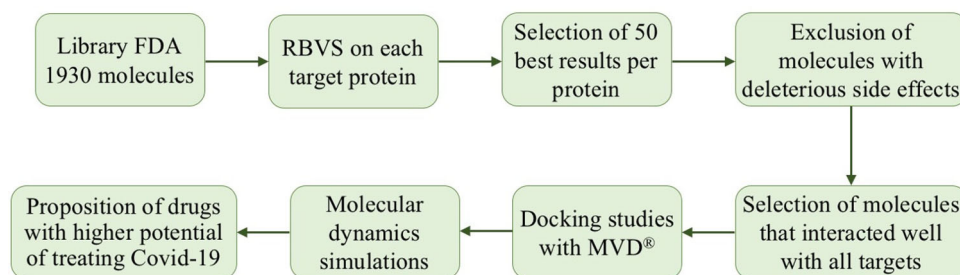 Library FDA
1930 molecules
RBVS on each
target protein
Selection of 50
best results per
protein
Exclusion of
molecules with
deleterious side effects
Selection of molecules
that interacted well
with all targets
Docking studies
with MVD®
Molecular
dynamics
simulations
Proposition of drugs
with higher potential
of treating Covid-19